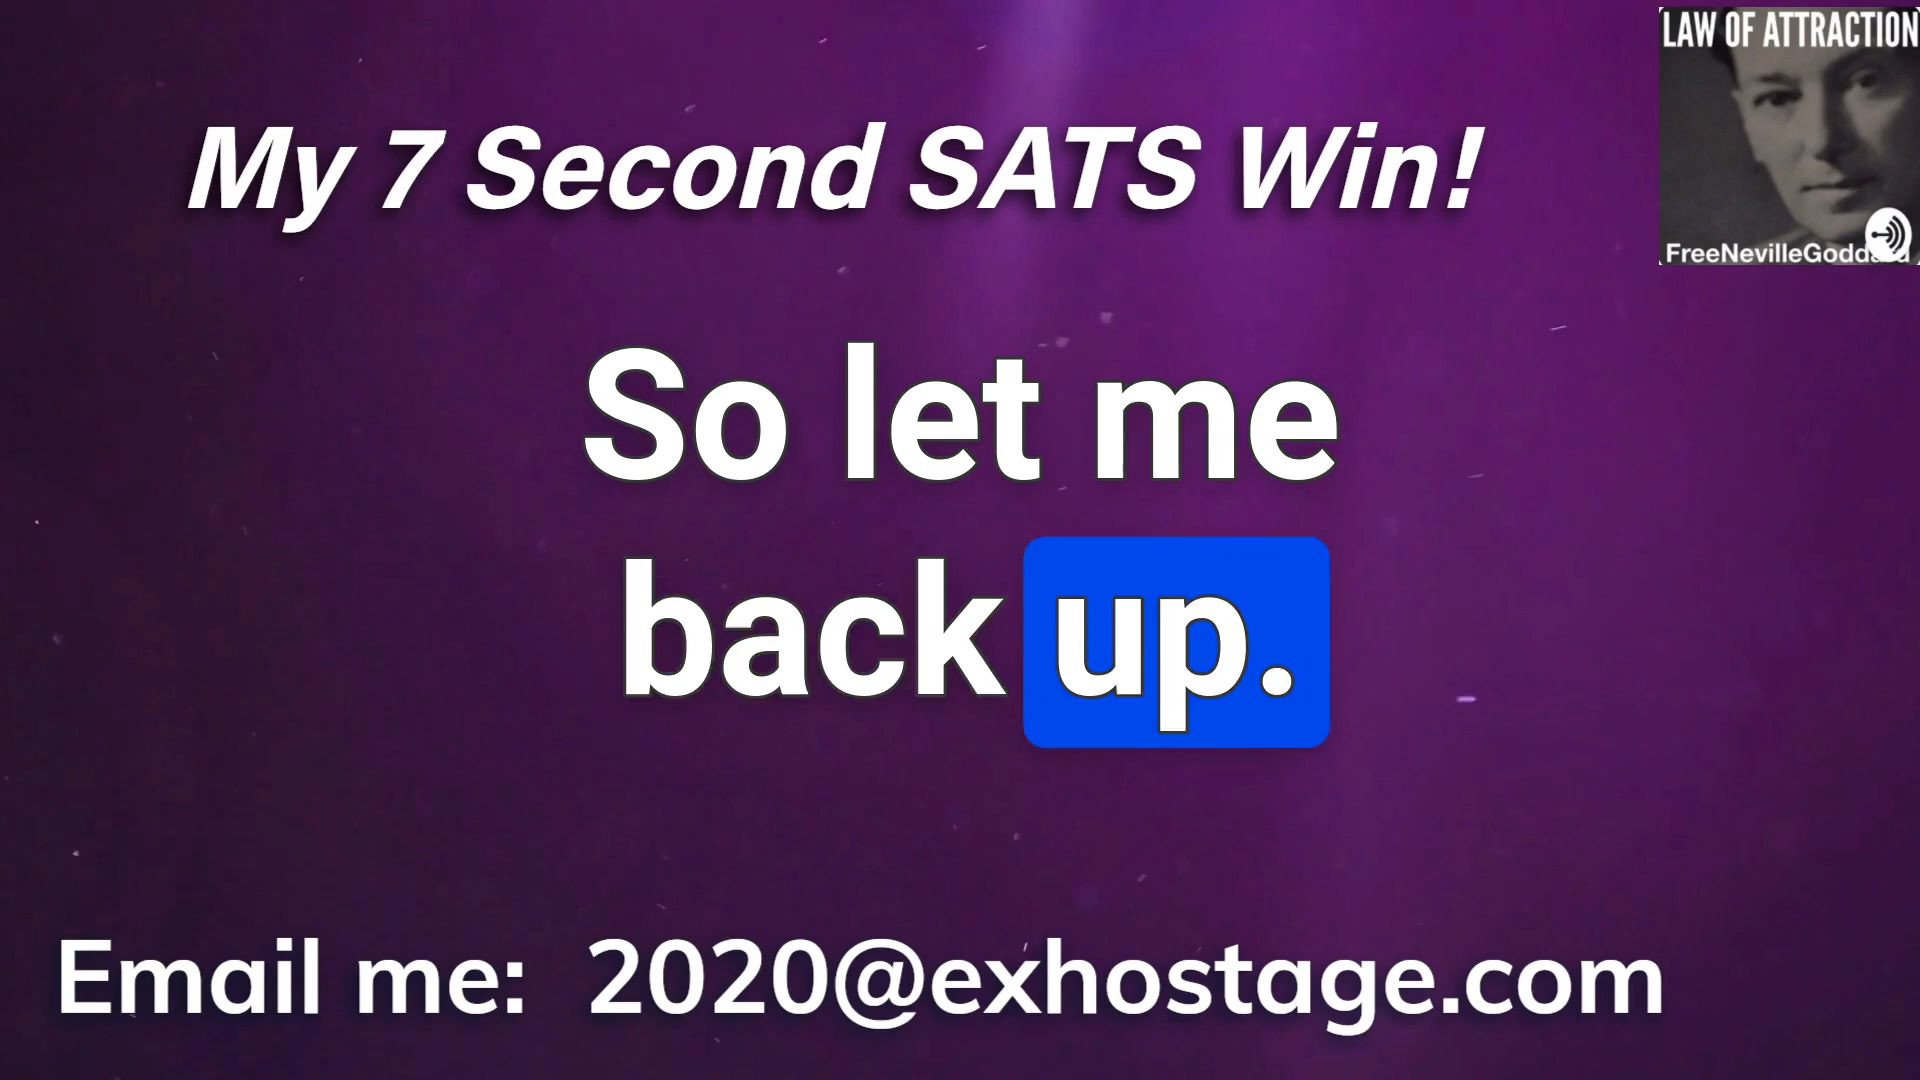 LAW OF ATTRACTION
My 7 Second SATS Win!
FreeNevilleGodd
So let me
back up.
Email me: 2020@exhostage.com